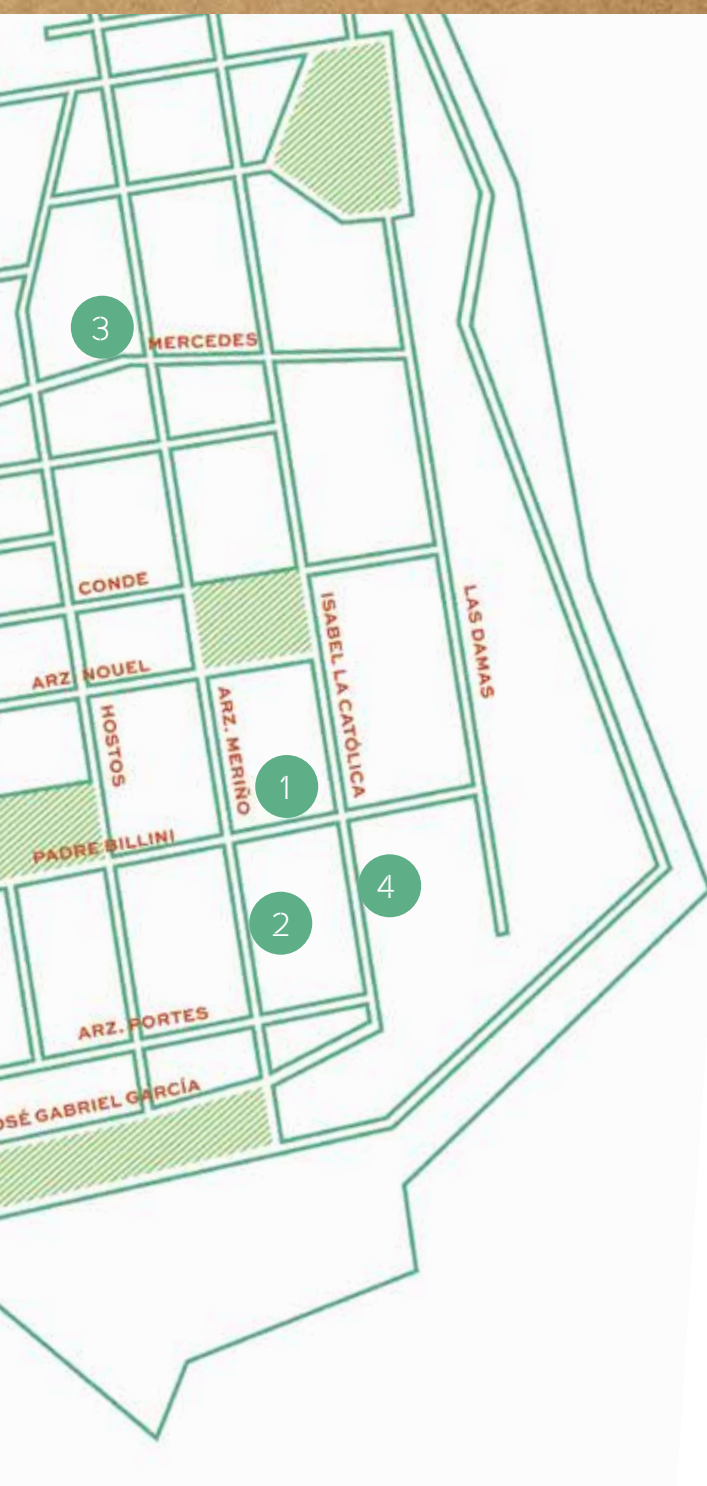 3
MERCEDES
CONDE
ISABEL LA CATÓLICA
LAS DAMAS
ARZ. NOUEL
HOSTOS
ARZ. MERIÑO
1
PADRE BILLINI
4
2
ARZ. PORTES
OSÉ GABRIEL GARCÍA